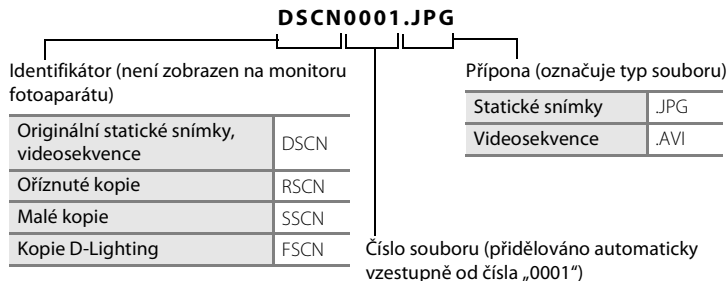 DSCN0001.JPG
Identifikátor (není zobrazen na monitoru
fotoaparátu)
Originální statické snímky,
videosekvence
DSCN
Oříznuté kopie
RSCN
Malé kopie
SSCN
Kopie D-Lighting
FSCN
Přípona (označuje typ souboru)
Statické snímky
.JPG
Videosekvence
.AVI
Číslo souboru (přidělováno automaticky
vzestupně od čísla „0001“)